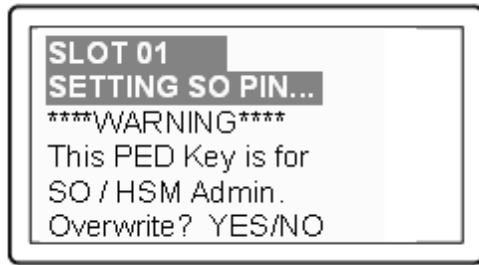 SLOT 01
SETTING SO PIN...
****WARNING****
This PED Key is for
SO / HSM Admin.
Overwrite? YES/NO